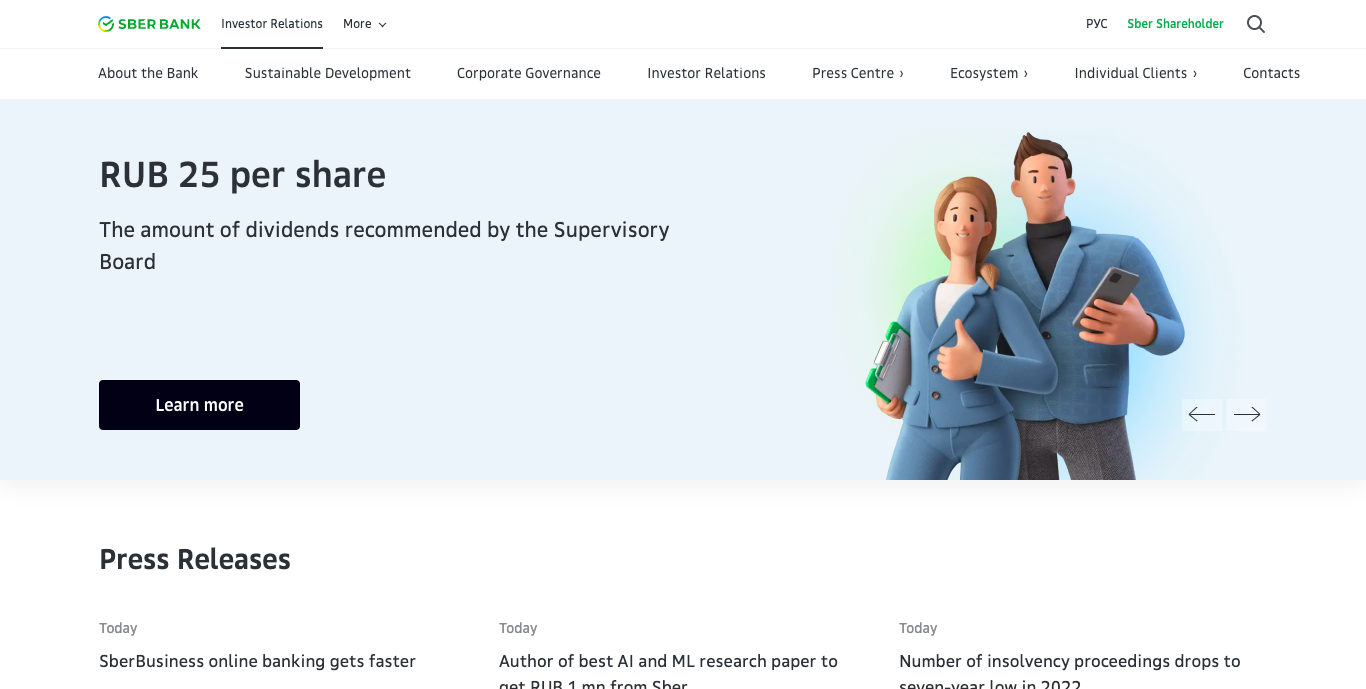 SBER BANK
Investor Relations
More
РУС
Sber Shareholder
About the Bank
Sustainable Development
Corporate Governance
Investor Relations
Press Centre ›
Ecosystem ›
Individual Clients ›
Contacts
RUB 25 per share
The amount of dividends recommended by the Supervisory
Board
Learn more
Press Releases
Today
SberBusiness online banking gets faster
Today
Author of best AI and ML research paper to
get RUB 1 mn from Sber
Today
Number of insolvency proceedings drops to
seven-year low in 2022